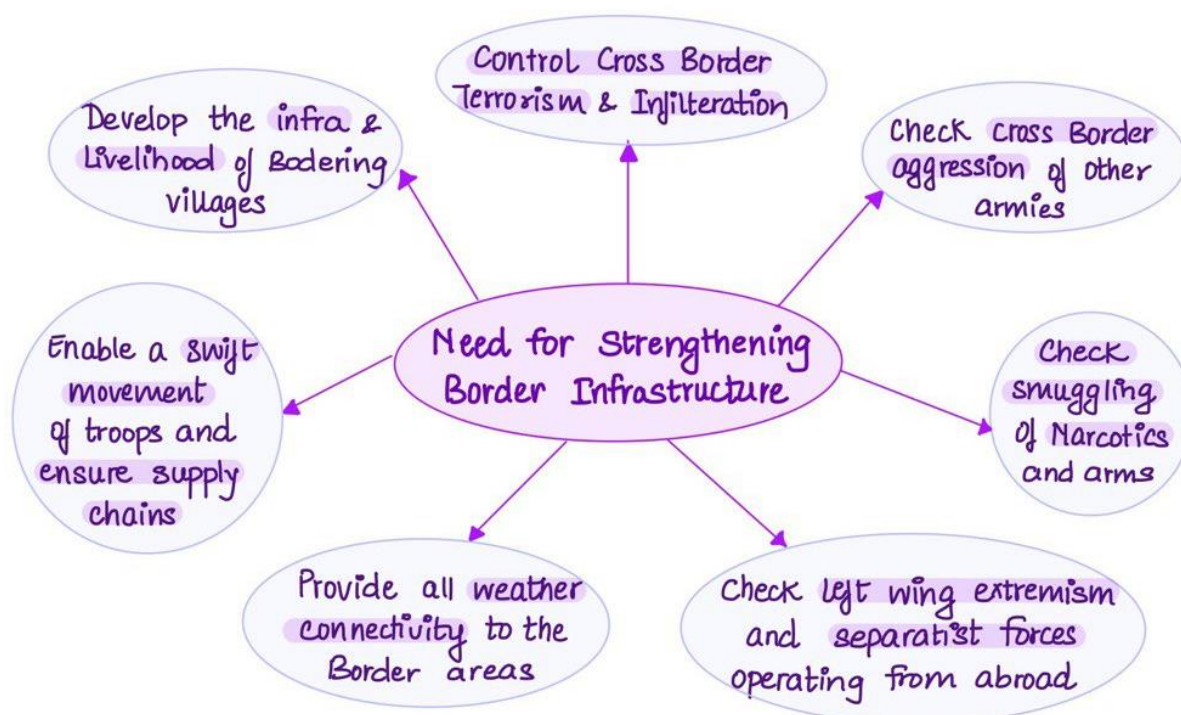 Control Cross Border
Terrorism & Infilteration
Develop the infra &
Livelihood of Bodering
villages
Check Cross Border
aggression of other
armies
Need for Strengthening
Border Infrastructure
Enable a swift
movement
of troops and
ensure supply
chains
Check
smuggling
of Narcotics
and arms
Provide all weather
connectivity to the
Border areas
Check left wing extremism
and separatist forces
operating from abroad